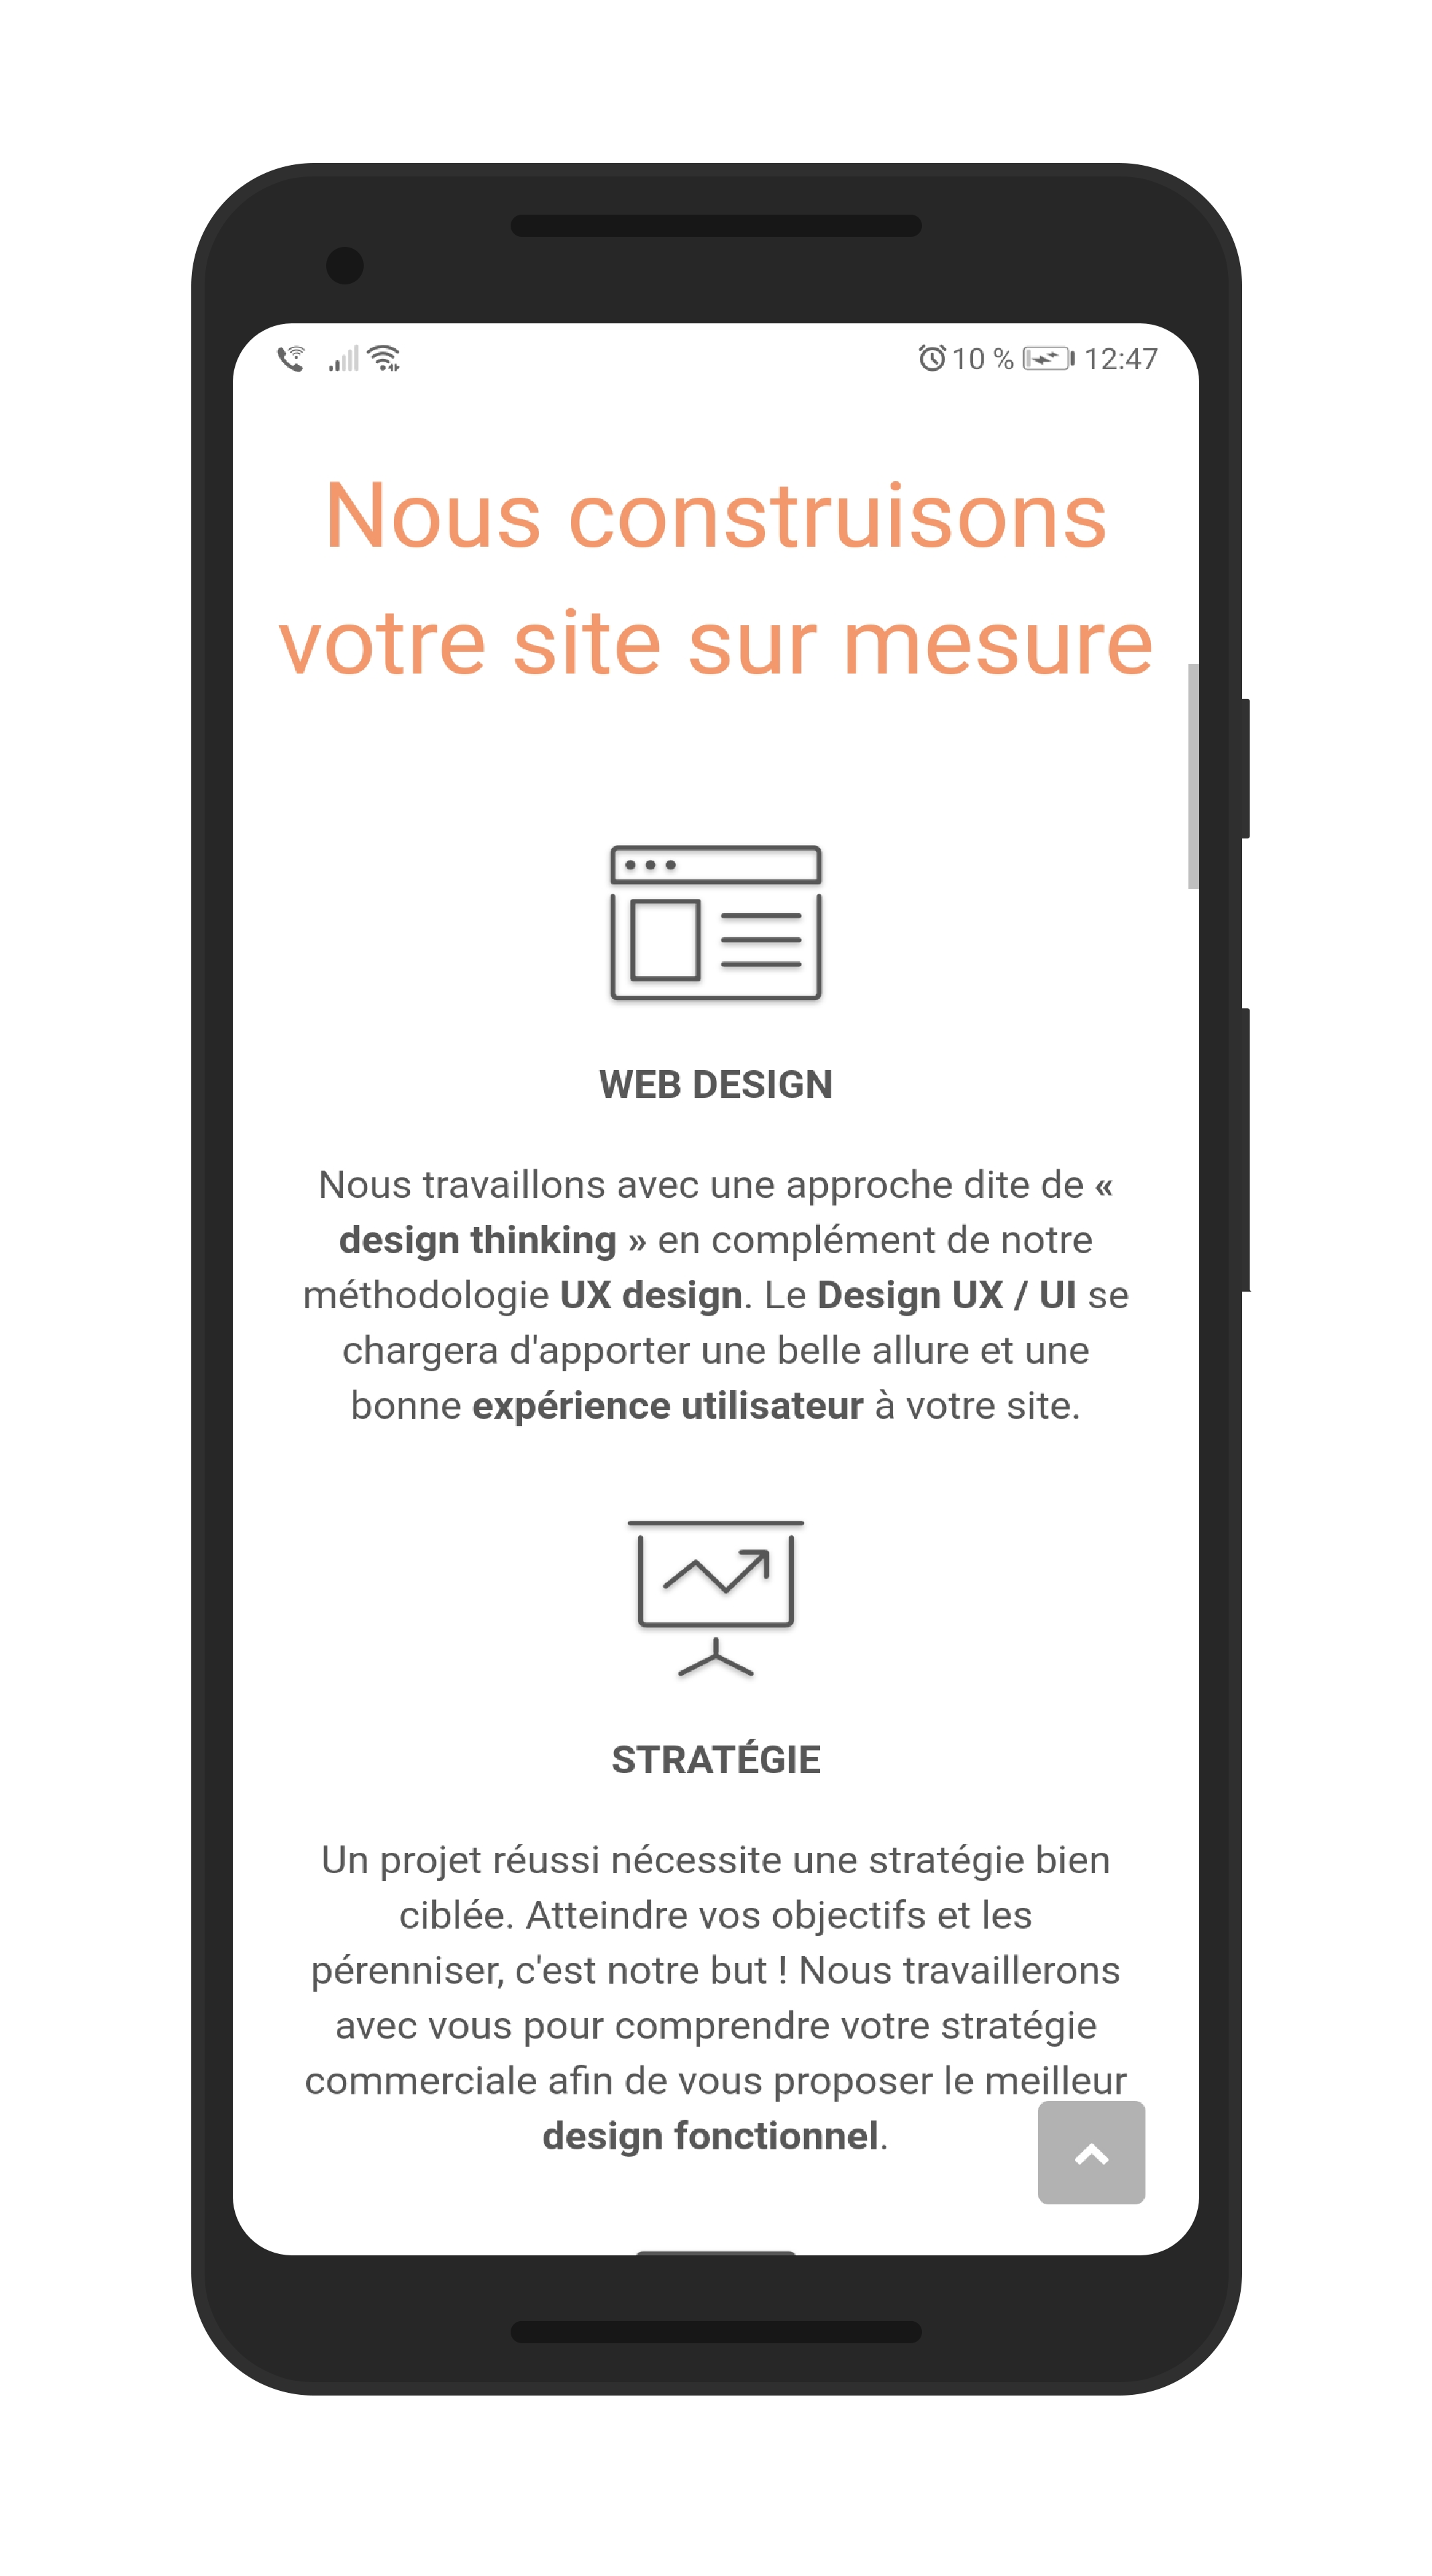 10 % 12:47
Nous construisons
votre site sur mesure
WEB DESIGN
Nous travaillons avec une approche dite de «
design thinking » en complément de notre
méthodologie UX design. Le Design UX / UI se
chargera d'apporter une belle allure et une
bonne expérience utilisateur à votre site.
STRATÉGIE
Un projet réussi nécessite une stratégie bien
ciblée. Atteindre vos objectifs et les
pérenniser, c'est notre but ! Nous travaillerons
avec vous pour comprendre votre stratégie
commerciale afin de vous proposer le meilleur
design fonctionnel.